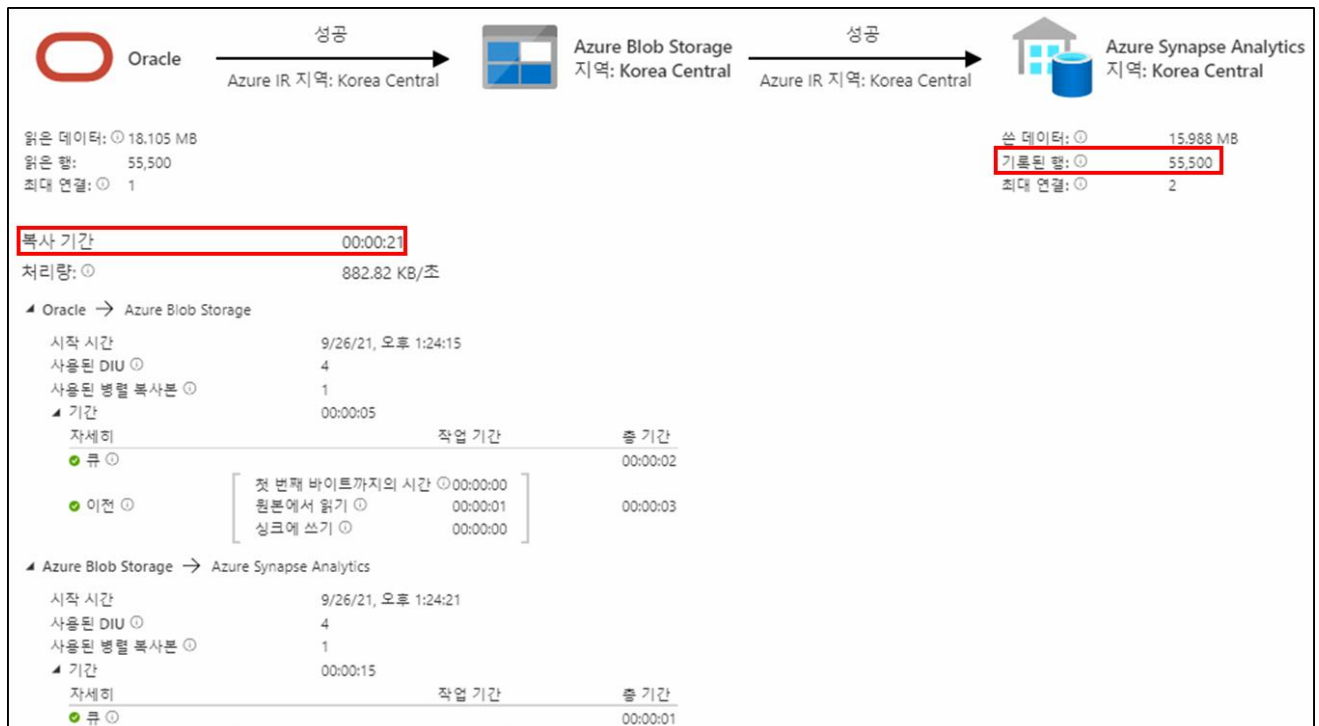 성공
성공
Oracle
Azure Blob Storage
지역: Korea Central
Azure Synapse Analytics
지역: Korea Central
Azure IR 지역: Korea Central
Azure IR 지역: Korea Central
읽은 데이터: 18.105 MB
읽은 행: 55,500
최대 연결: 1
쓴 데이터: 15.988 MB
기록된 행: 55,500
최대 연결: 2
복사 기간 00:00:21
처리량: 882.82 KB/초
Oracle → Azure Blob Storage
시작 시간 9/26/21, 오후 1:24:15
사용된 DIU 4
사용된 병렬 복사본 1
기간 00:00:05
자세히 작업 기간 총 기간
큐 00:00:02
첫 번째 바이트까지의 시간 00:00:00
이전 원본에서 읽기 00:00:01 00:00:03
싱크에 쓰기 00:00:00
Azure Blob Storage → Azure Synapse Analytics
시작 시간 9/26/21, 오후 1:24:21
사용된 DIU 4
사용된 병렬 복사본 1
기간 00:00:15
자세히 작업 기간 총 기간
큐 00:00:01